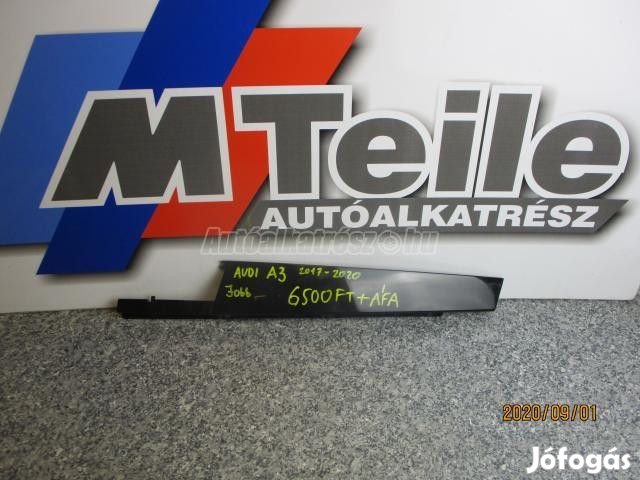 MTeile
AUTÓALKATRÉSZ
Autóalkatrész.hu
AUDI A3 2017-2020
Jobb
6500FT+ÁFA
2020/09/01
Jófogás